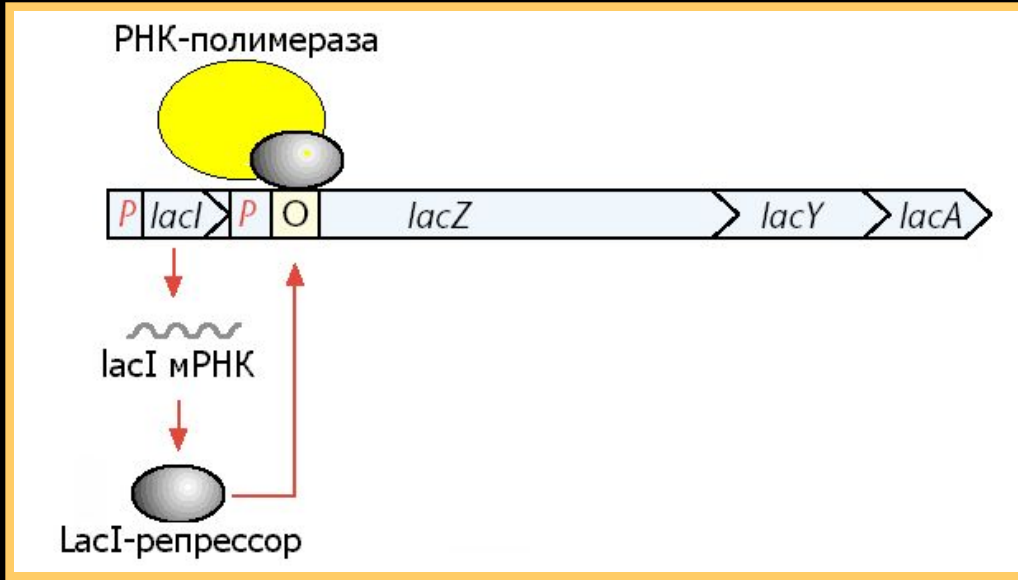 РНК-полимераза
P lacI P O lacZ lacY lacA
lacI мРНК
LacI-репрессор